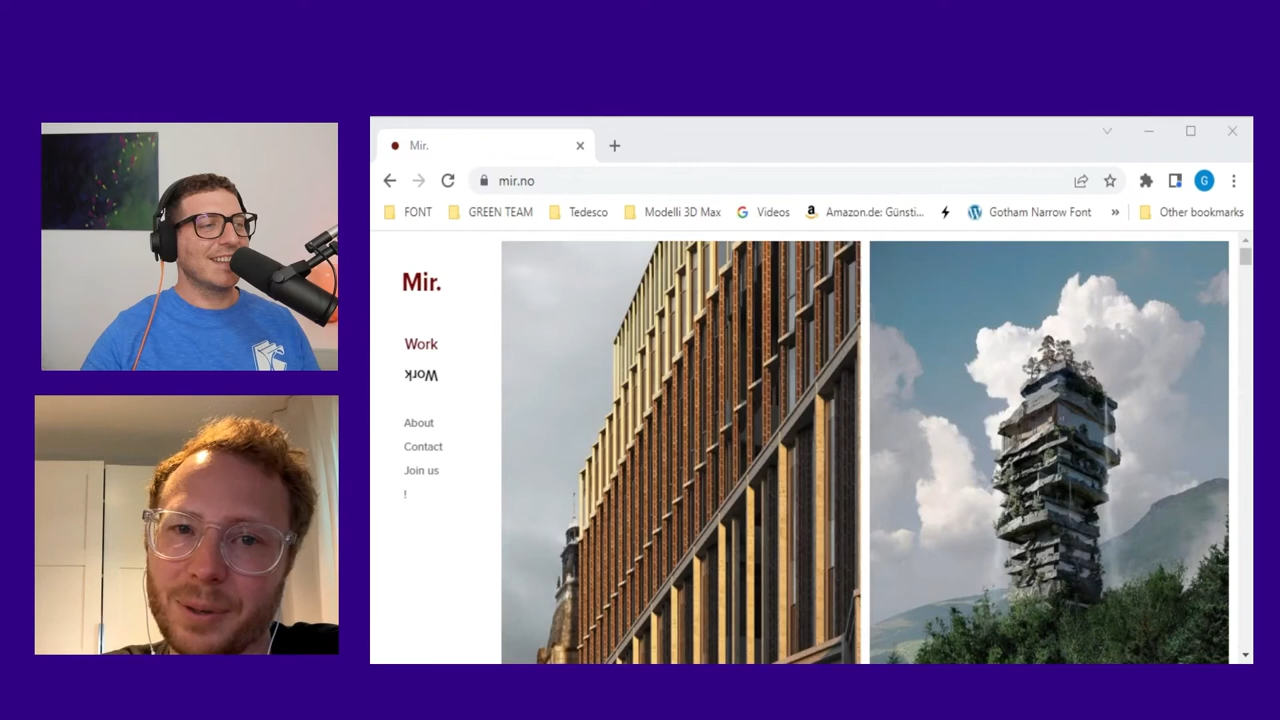 Mir.
mir.no
FONT
GREEN TEAM
Tedesco
Modelli 3D Max
Videos
Amazon.de: Günsti...
Gotham Narrow Font
»
Other bookmarks
G
Mir.
Work
Work
About
Contact
Join us
!